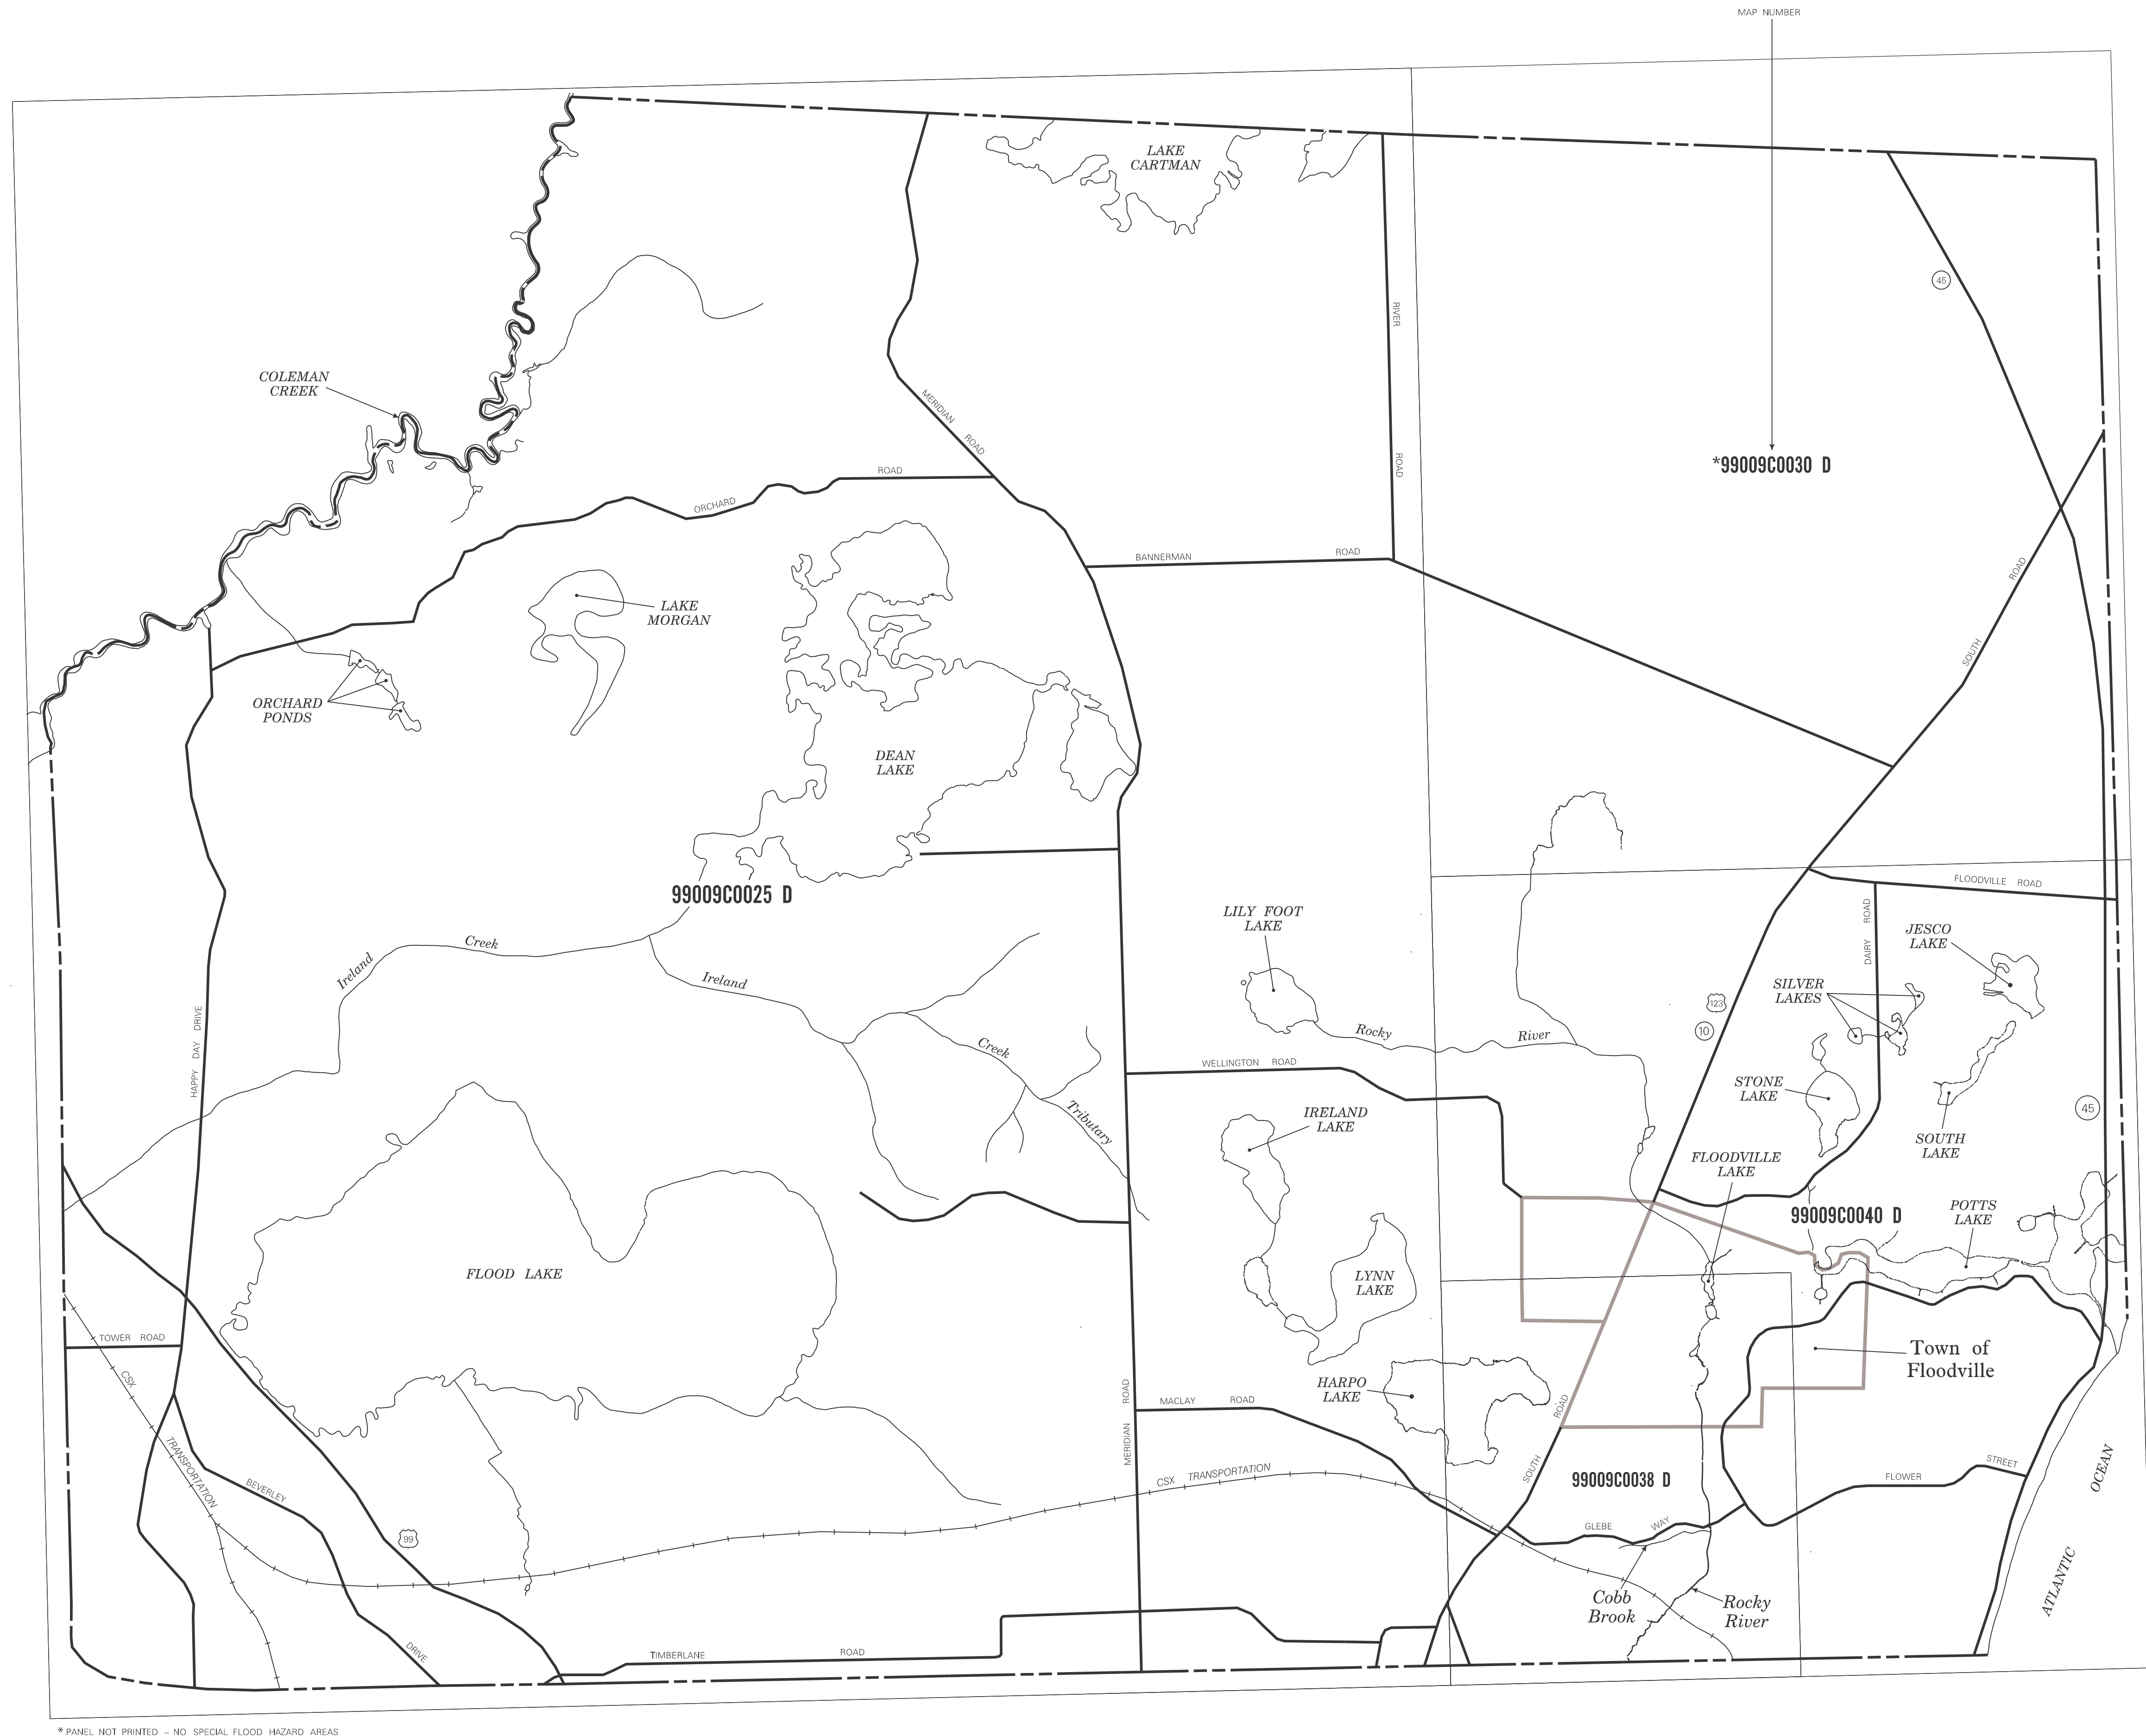 MAP NUMBER
LAKE
CARTMAN
45
RIVER
ROAD
COLEMAN
CREEK
MERIDIAN
ROAD
*99009C0030 D
ORCHARD
ROAD
BANNERMAN
ROAD
SOUTH
ROAD
LAKE
MORGAN
ORCHARD
PONDS
DEAN
LAKE
99009C0025 D
FLOODVILLE ROAD
DAIRY ROAD
LILY FOOT
LAKE
JESCO
LAKE
Ireland
Creek
Ireland
Creek
Tributary
SILVER
LAKES
123
10
HAPPY DAY DRIVE
Rocky
River
WELLINGTON ROAD
STONE
LAKE
45
IRELAND
LAKE
SOUTH
LAKE
FLOODVILLE
LAKE
99009C0040 D
POTTS
LAKE
FLOOD LAKE
LYNN
LAKE
TOWER ROAD
Town of
Floodville
CSX
TRANSPORTATION
HARPO
LAKE
MERIDIAN ROAD
MACLAY ROAD
SOUTH
ROAD
CSX TRANSPORTATION
99009C0038 D
FLOWER
STREET
BEVERLEY
DRIVE
99
GLEBE
WAY
ATLANTIC
OCEAN
Cobb
Brook
Rocky
River
TIMBERLANE
ROAD
* PANEL NOT PRINTED – NO SPECIAL FLOOD HAZARD AREAS